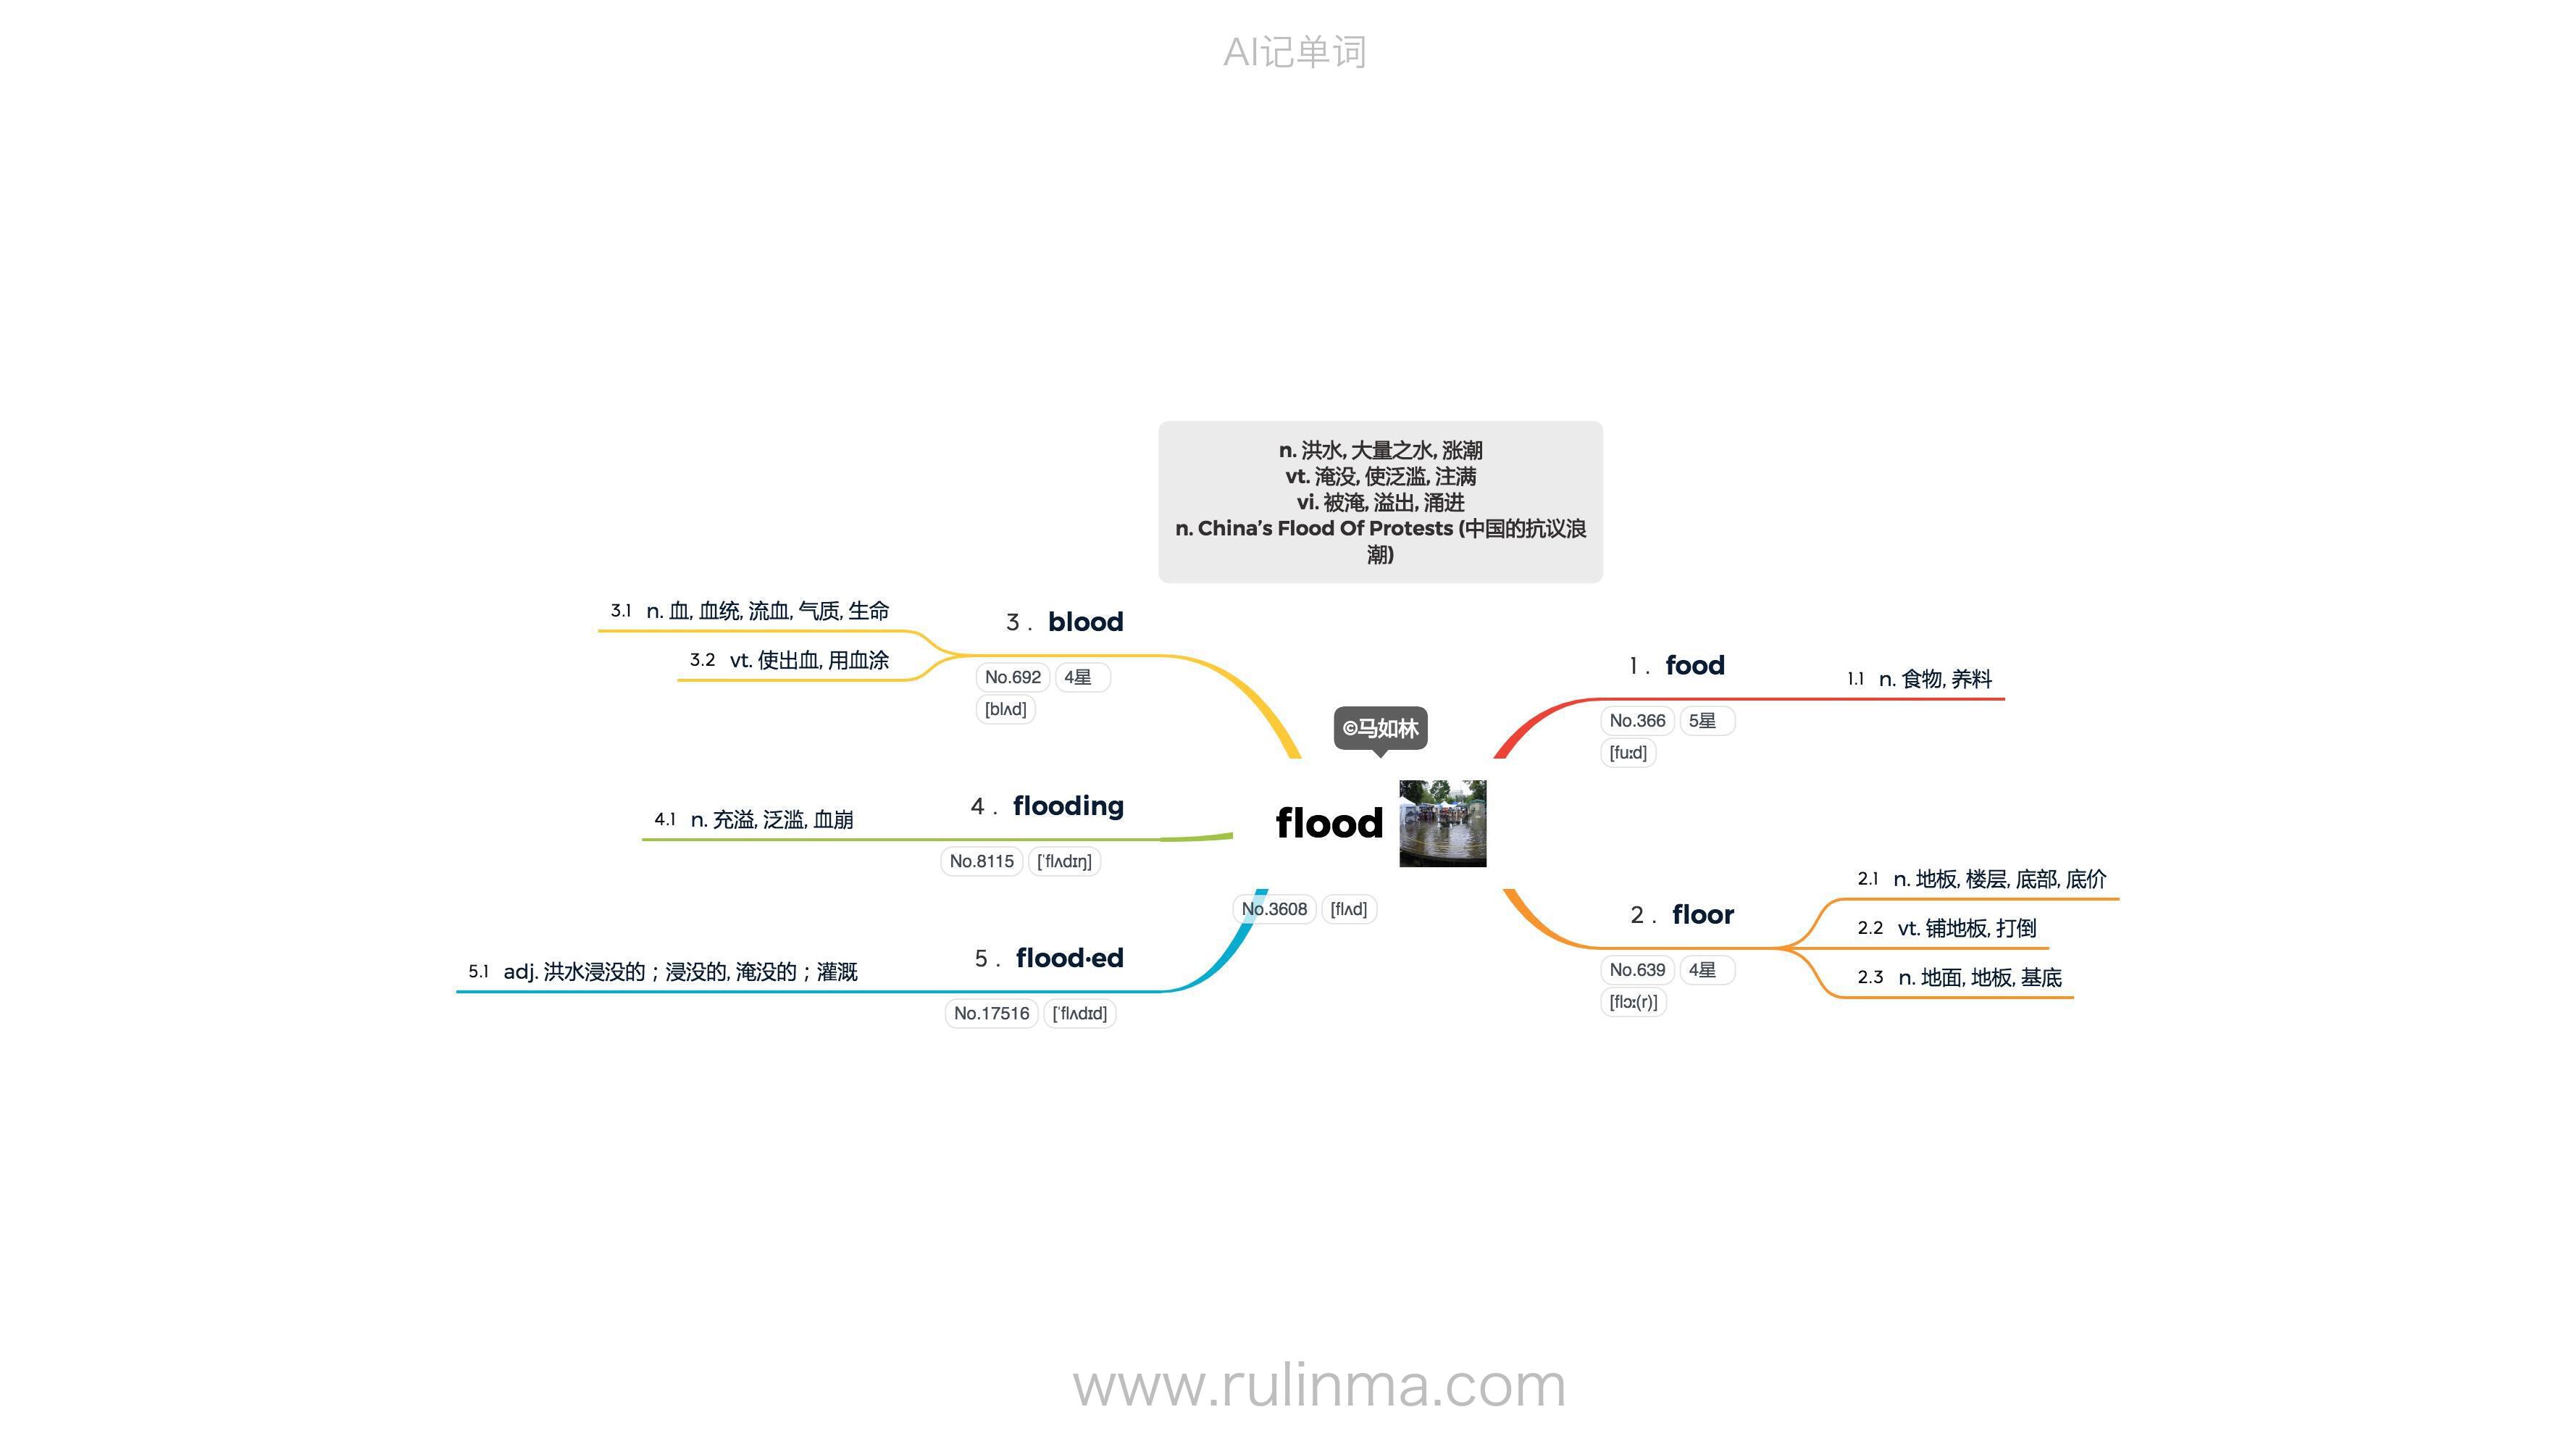 AI记单词
n. 洪水, 大量之水, 涨潮
vt. 淹没, 使泛滥, 注满
vi. 被淹, 溢出, 涌进
n. China’s Flood Of Protests (中国的抗议浪
潮)
©马如林
flood
No.3608 [flʌd]
1 . food
No.366 5星
[fuːd]
1.1 n. 食物, 养料
2 . floor
No.639 4星
[flɔː(r)]
2.1 n. 地板, 楼层, 底部, 底价
2.2 vt. 铺地板, 打倒
2.3 n. 地面, 地板, 基底
3 . blood
No.692 4星
[blʌd]
3.1 n. 血, 血统, 流血, 气质, 生命
3.2 vt. 使出血, 用血涂
4 . flooding
No.8115 [ˈflʌdɪŋ]
4.1 n. 充溢, 泛滥, 血崩
5 . flood·ed
No.17516 [ˈflʌdɪd]
5.1 adj. 洪水浸没的；浸没的, 淹没的；灌溉
www.rulinma.com